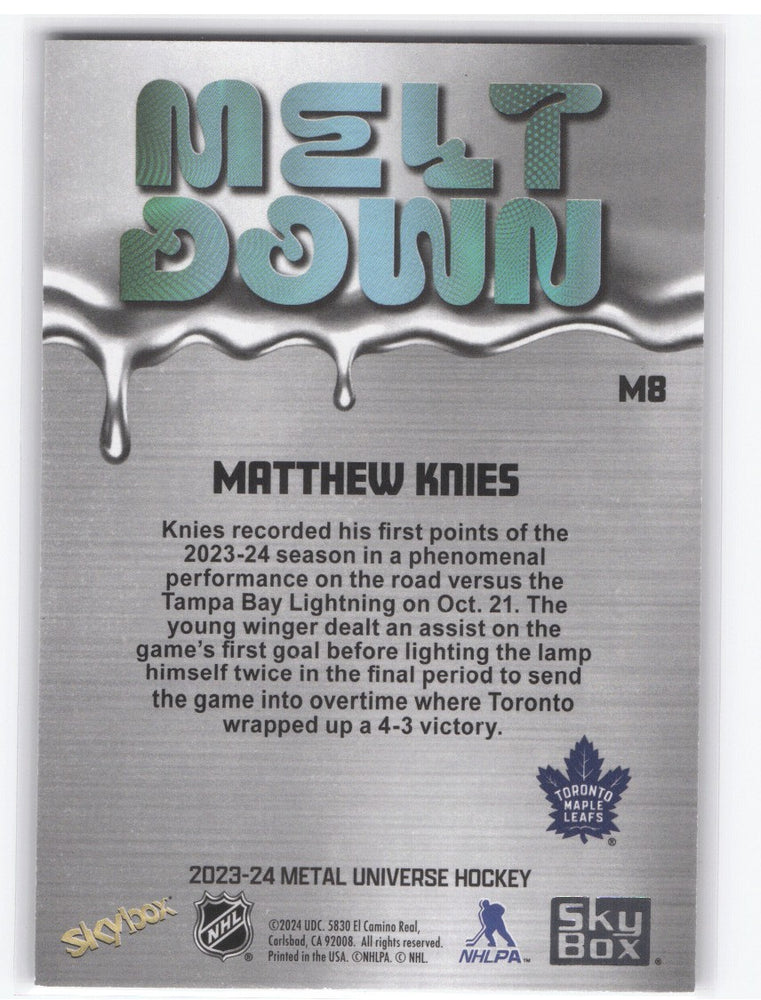 MELT
DOWN
M8
MATTHEW KNIES
Knies recorded his first points of the
2023-24 season in a phenomenal
performance on the road versus the
Tampa Bay Lightning on Oct. 21. The
young winger dealt an assist on the
game's first goal before lighting the lamp
himself twice in the final period to send
the game into overtime where Toronto
wrapped up a 4-3 victory.
TORONTO
MAPLE
LEAFS
®
2023-24 METAL UNIVERSE HOCKEY
skybox
NHL
®
©2024 UDC. 5830 El Camino Real,
Carlsbad, CA 92008. All rights reserved.
Printed in the USA. ©NHLPA. © NHL.
NHLPA™
Sky
Box
®